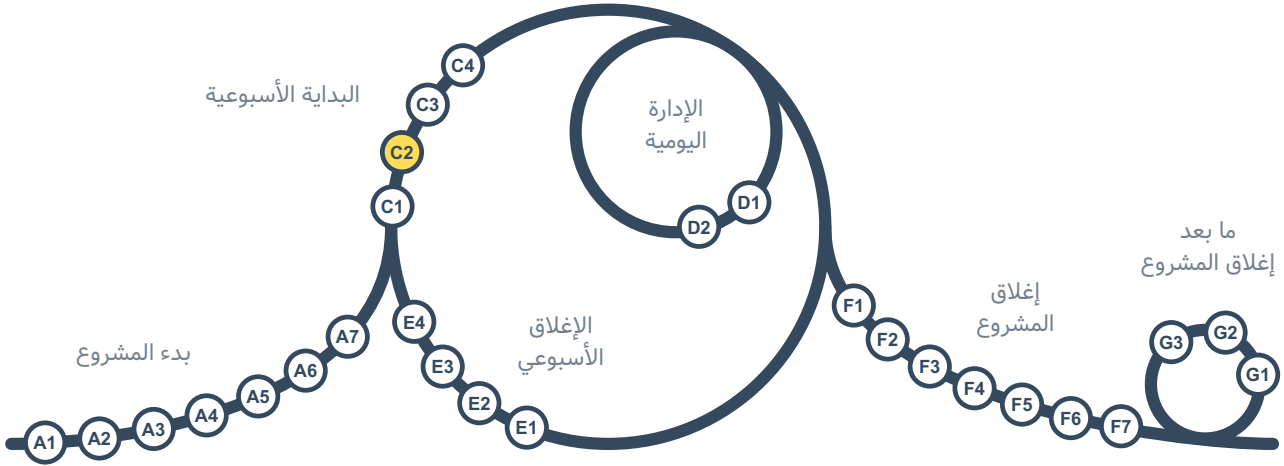 بدء المشروع
A1
A2
A3
A4
A5
A6
A7
البداية الأسبوعية
C1
C2
C3
C4
الإدارة
اليومية
D1
D2
الإغلاق
الأسبوعي
E1
E2
E3
E4
إغلاق
المشروع
F1
F2
F3
F4
F5
F6
F7
ما بعد
إغلاق المشروع
G1
G2
G3